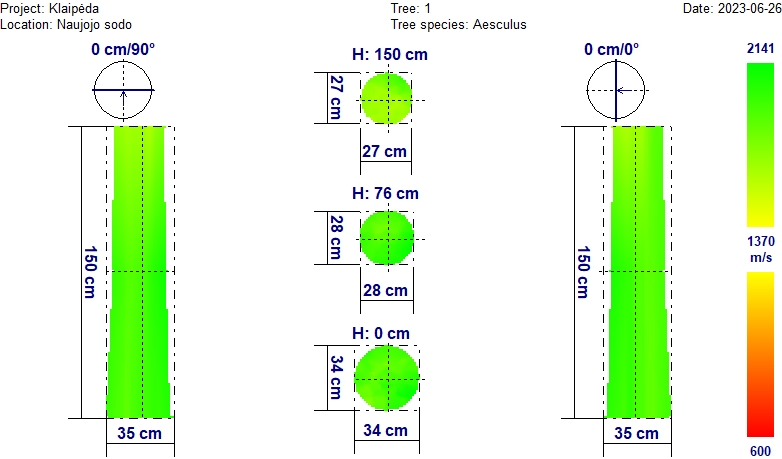 Project: Klaipėda
Tree: 1
Date: 2023-06-26
Location: Naujojo sodo
Tree species: Aesculus
0 cm/90°
H: 150 cm
0 cm/0°
2141
27 cm
27 cm
H: 76 cm
28 cm
28 cm
150 cm
150 cm
1370
m/s
H: 0 cm
34 cm
34 cm
35 cm
35 cm
600